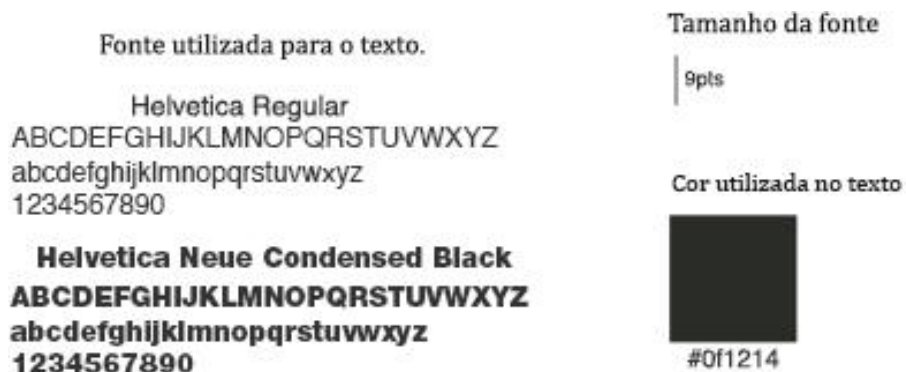 Fonte utilizada para o texto.
Helvetica Regular
ABCDEFGHIJKLMNOPQRSTUVWXYZ
abcdefghijklmnopqrstuvwxyz
1234567890
Helvetica Neue Condensed Black
ABCDEFGHIJKLMNOPQRSTUVWXYZ
abcdefghijklmnopqrstuvwxyz
1234567890
Tamanho da fonte
9pts
Cor utilizada no texto
#0f1214